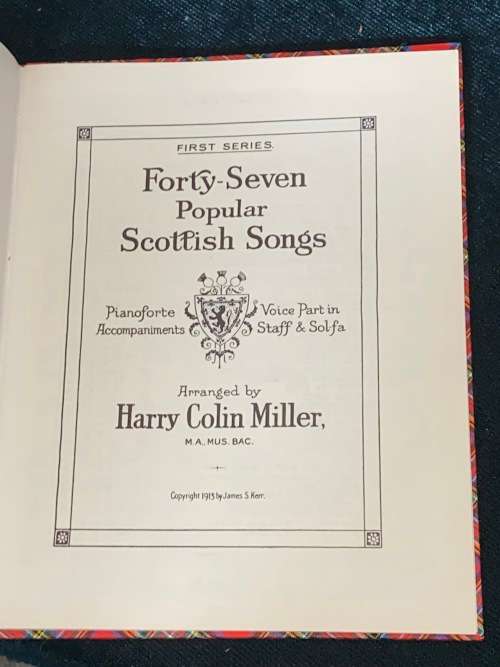 FIRST SERIES.
Forty-Seven
Popular
Scottish Songs
Pianoforte
Accompaniments
Voice Part in
Staff & Sol-fa
Arranged by
Harry Colin Miller,
M.A., MUS. BAC.
Copyright 1913 by James S. Kerr.